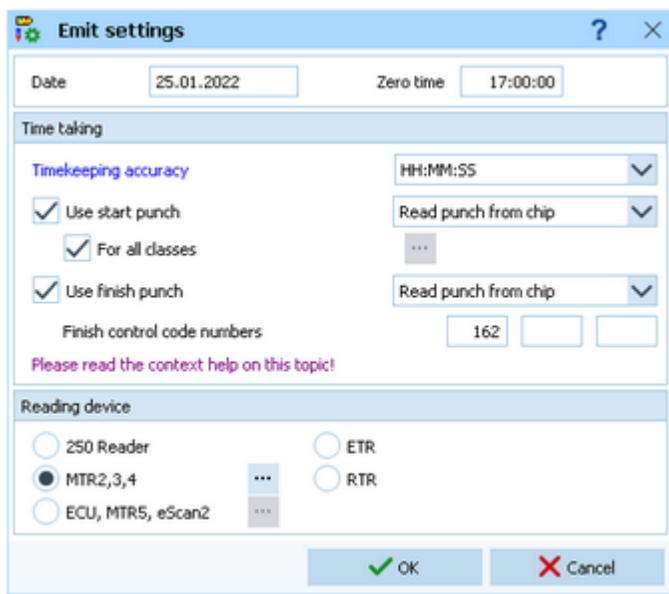 Emit settings ?
Date 25.01.2022 Zero time 17:00:00
Time taking
Timekeeping accuracy HH:MM:SS
Use start punch Read punch from chip
For all classes ...
Use finish punch Read punch from chip
Finish control code numbers 162
Please read the context help on this topic!
Reading device
250 Reader ETR
MTR2,3,4 ... RTR
ECU, MTR5, eScan2 ...
OK Cancel